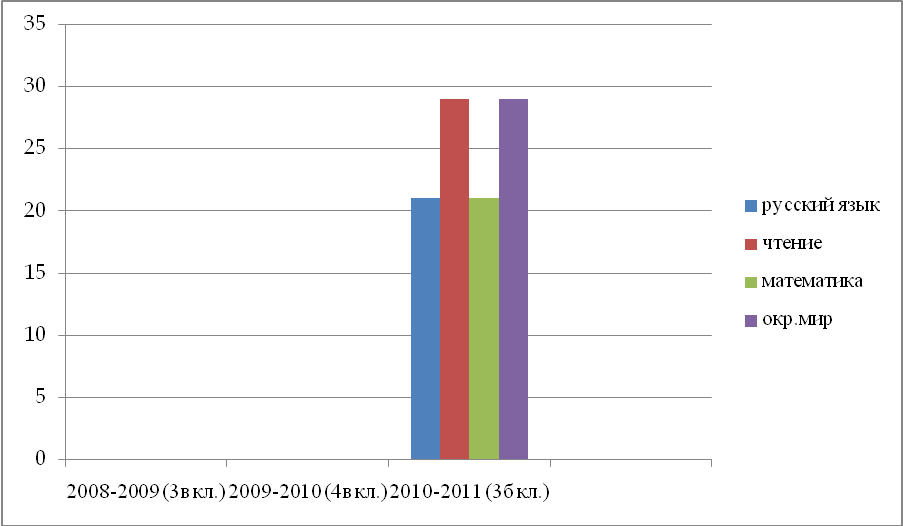 35
30
25
20
15
10
5
0
2008-2009 (3в кл.) 2009-2010 (4в кл.) 2010-2011 (3б кл.)
русский язык
чтение
математика
окр.мир